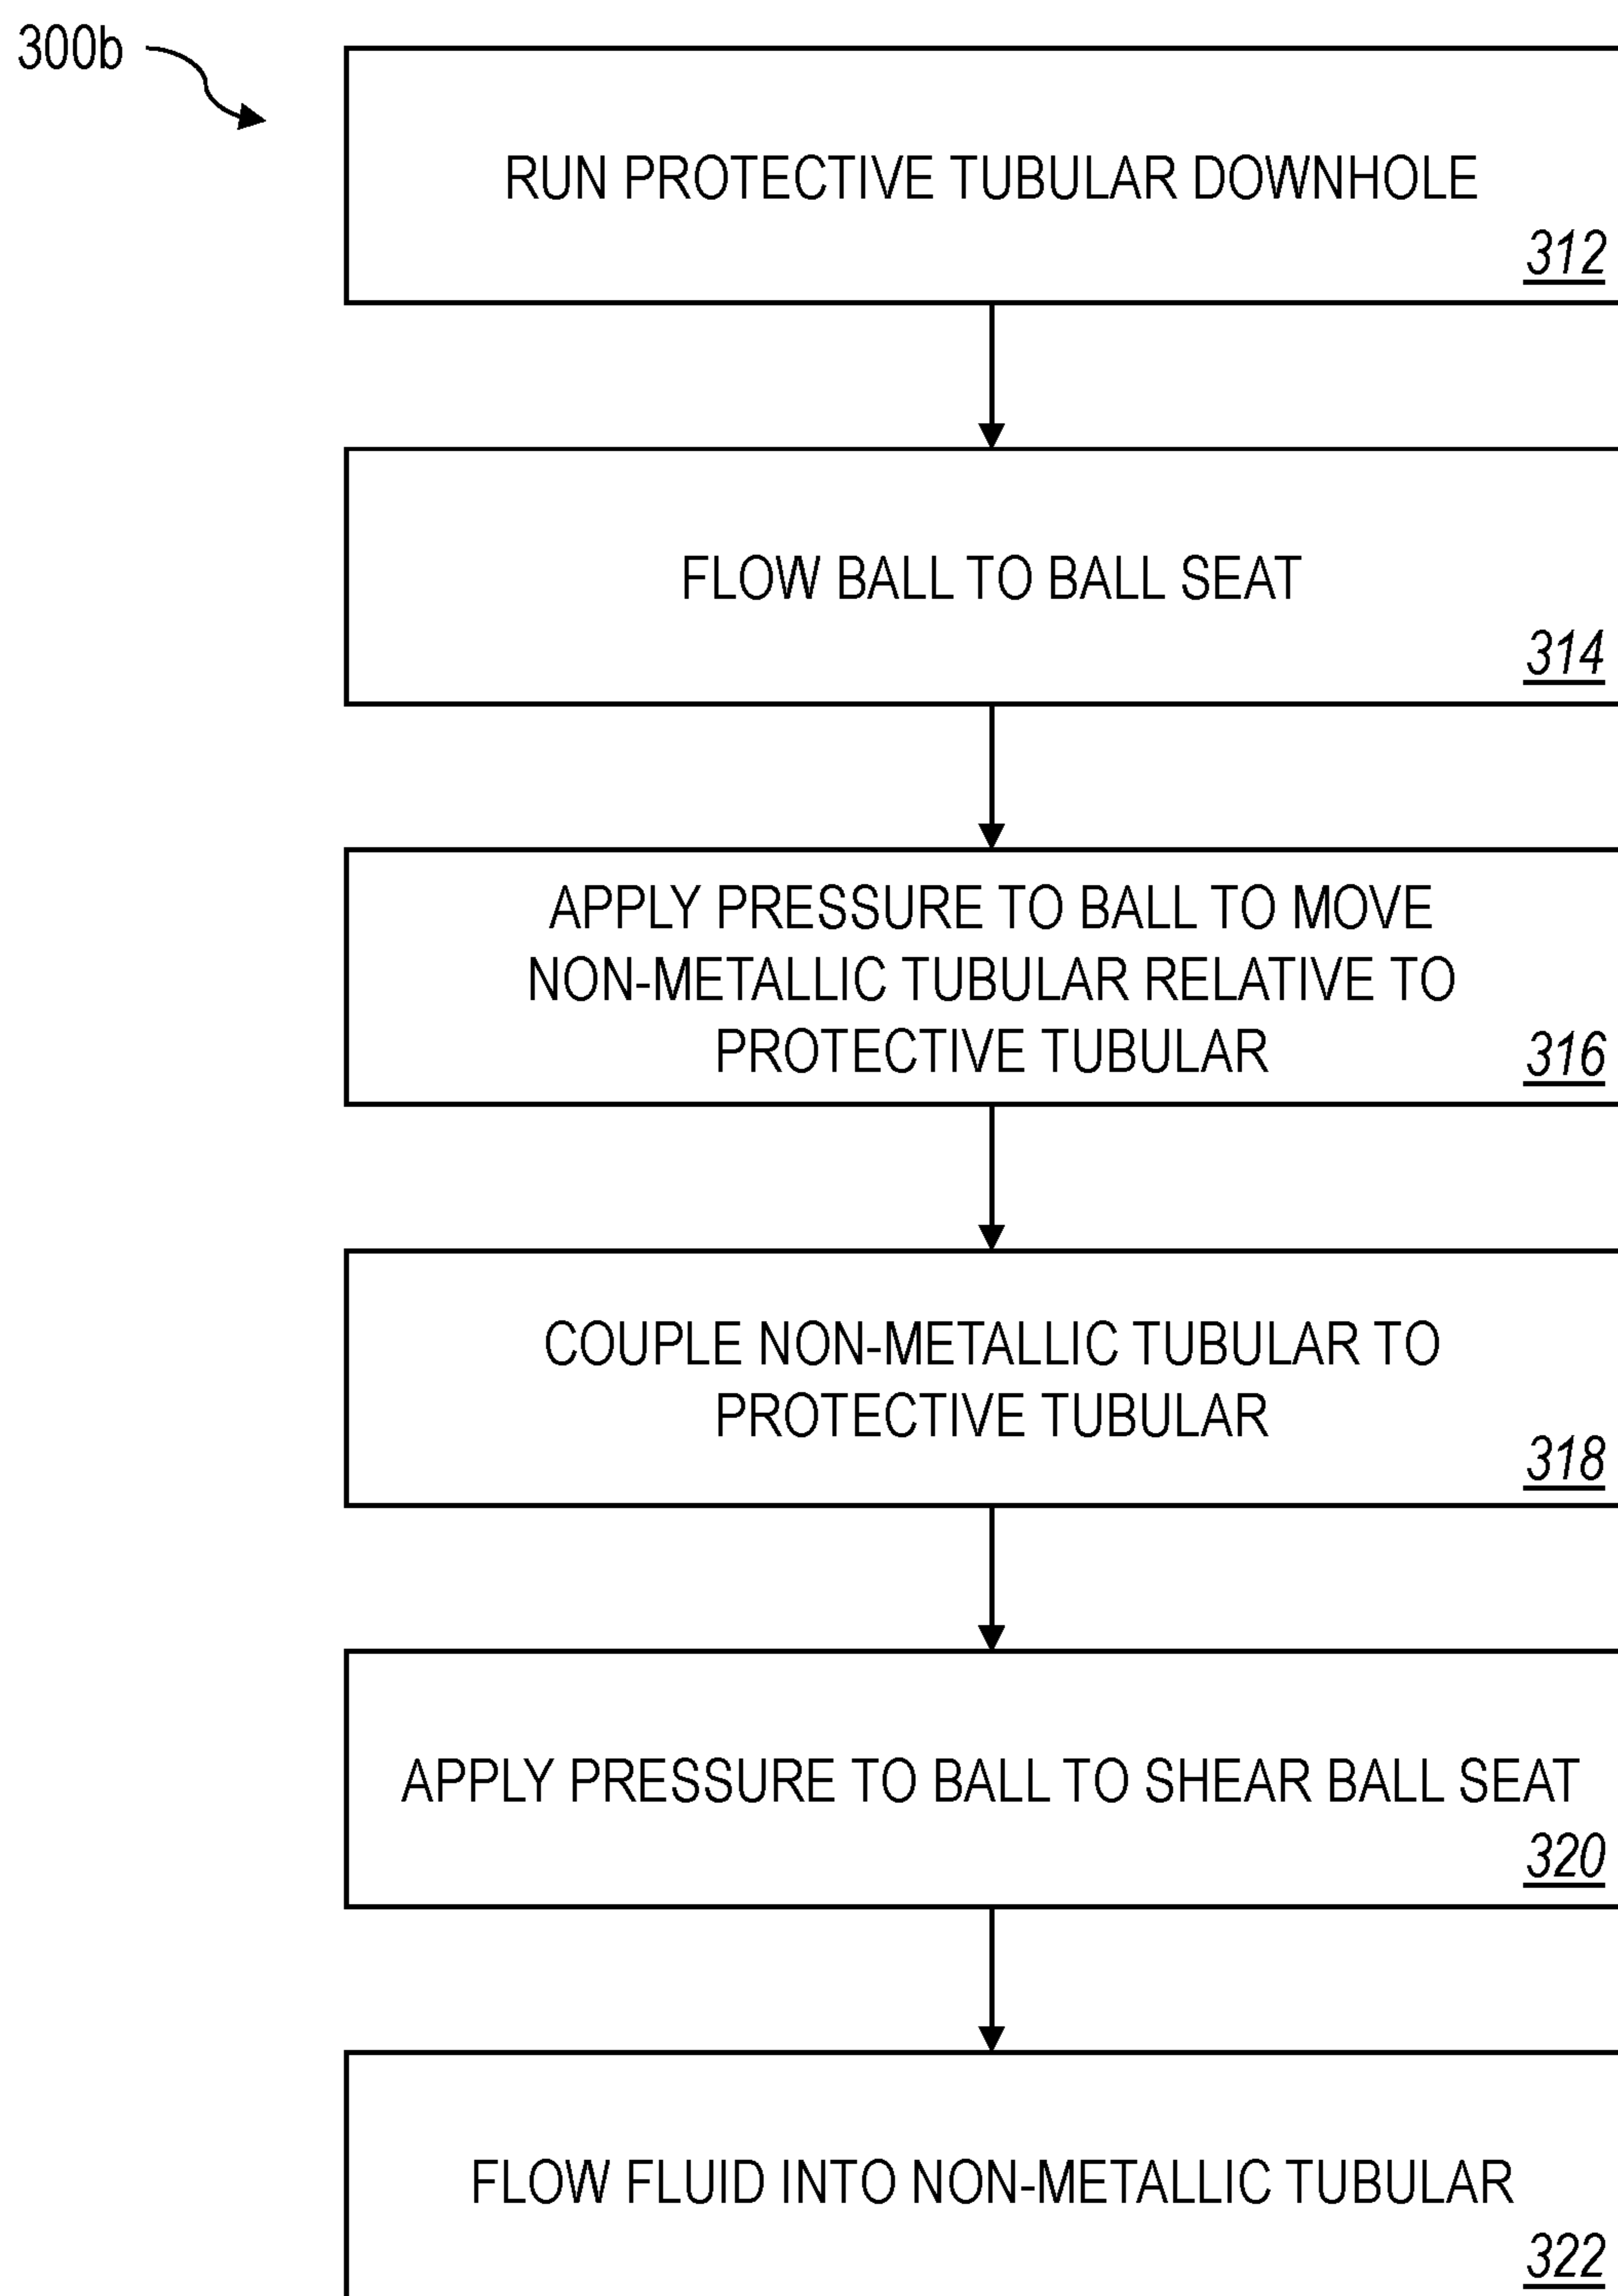 300b
RUN PROTECTIVE TUBULAR DOWNHOLE
312
FLOW BALL TO BALL SEAT
314
APPLY PRESSURE TO BALL TO MOVE
NON-METALLIC TUBULAR RELATIVE TO
PROTECTIVE TUBULAR
316
COUPLE NON-METALLIC TUBULAR TO
PROTECTIVE TUBULAR
318
APPLY PRESSURE TO BALL TO SHEAR BALL SEAT
320
FLOW FLUID INTO NON-METALLIC TUBULAR
322